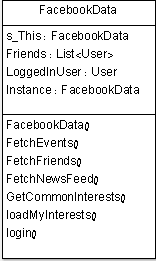 FacebookData
s_This : FacebookData
Friends : List<User>
LoggedInUser : User
Instance : FacebookData
FacebookData()
FetchEvents()
FetchFriends()
FetchNewsFeed()
GetCommonInterests()
loadMyInterests()
login()